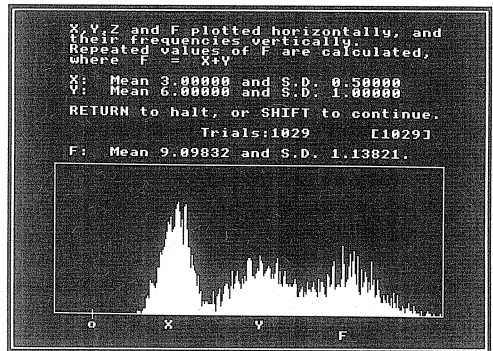 X,Y,Z and F plotted horizontally, and
their frequencies vertically.
Repeated values of F are calculated,
where F = X+Y
X: Mean 3.00000 and S.D. 0.50000
Y: Mean 6.00000 and S.D. 1.00000
RETURN to halt, or SHIFT to continue.
Trials:1029 [1029]
F: Mean 9.09832 and S.D. 1.13821.
0 X Y
F